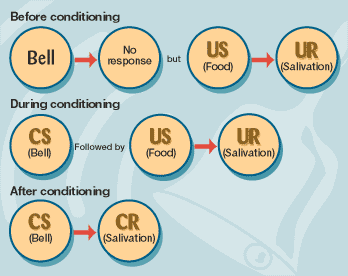 Before conditioning
Bell
No
response
but
US
(Food)
UR
(Salivation)
During conditioning
CS
(Bell)
Followed by
US
(Food)
UR
(Salivation)
After conditioning
CS
(Bell)
CR
(Salivation)